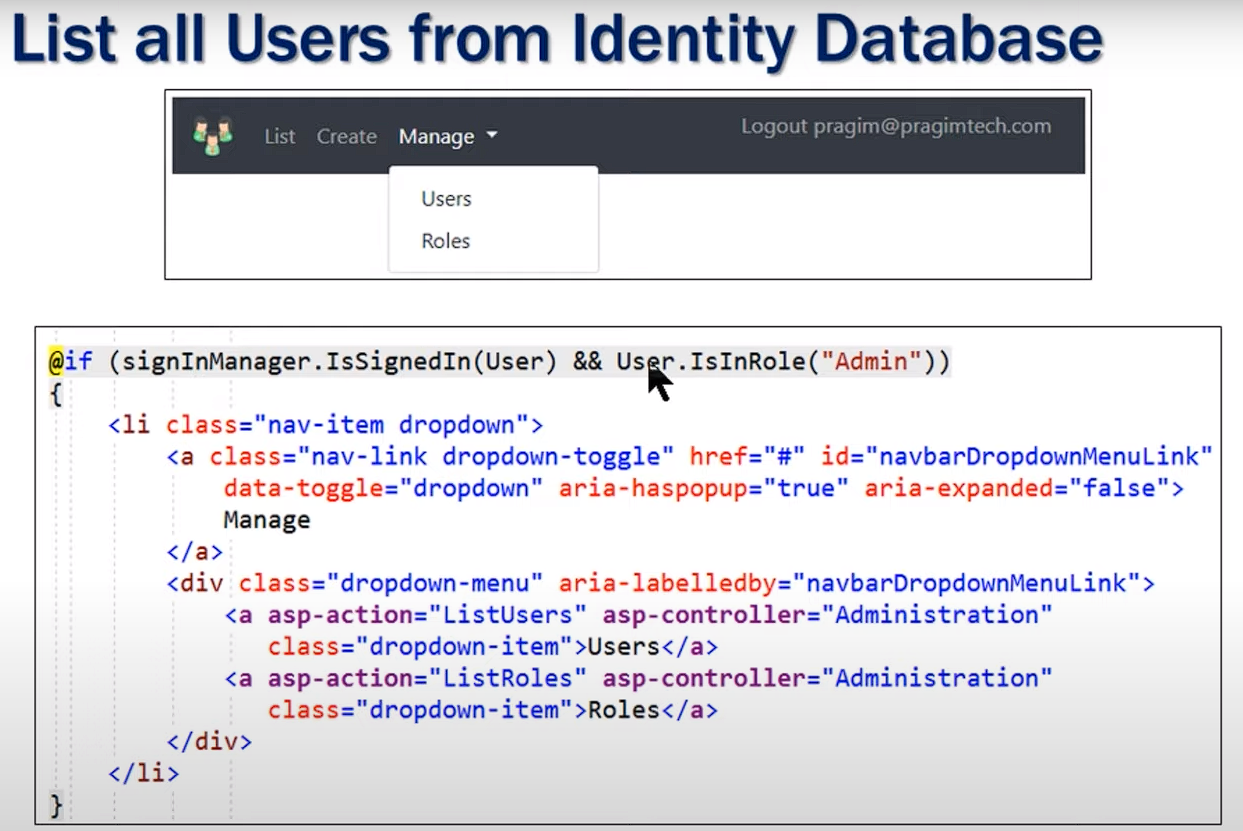 List all Users from Identity Database
List Create Manage Logout pragim@pragimtech.com
Users
Roles
@if (signInManager.IsSignedIn(User) && User.IsInRole("Admin"))
{
<li class="nav-item dropdown">
<a class="nav-link dropdown-toggle" href="#" id="navbarDropdownMenuLink"
data-toggle="dropdown" aria-haspopup="true" aria-expanded="false">
Manage
</a>
<div class="dropdown-menu" aria-labelledby="navbarDropdownMenuLink">
<a asp-action="ListUsers" asp-controller="Administration"
class="dropdown-item">Users</a>
<a asp-action="ListRoles" asp-controller="Administration"
class="dropdown-item">Roles</a>
</div>
</li>
}